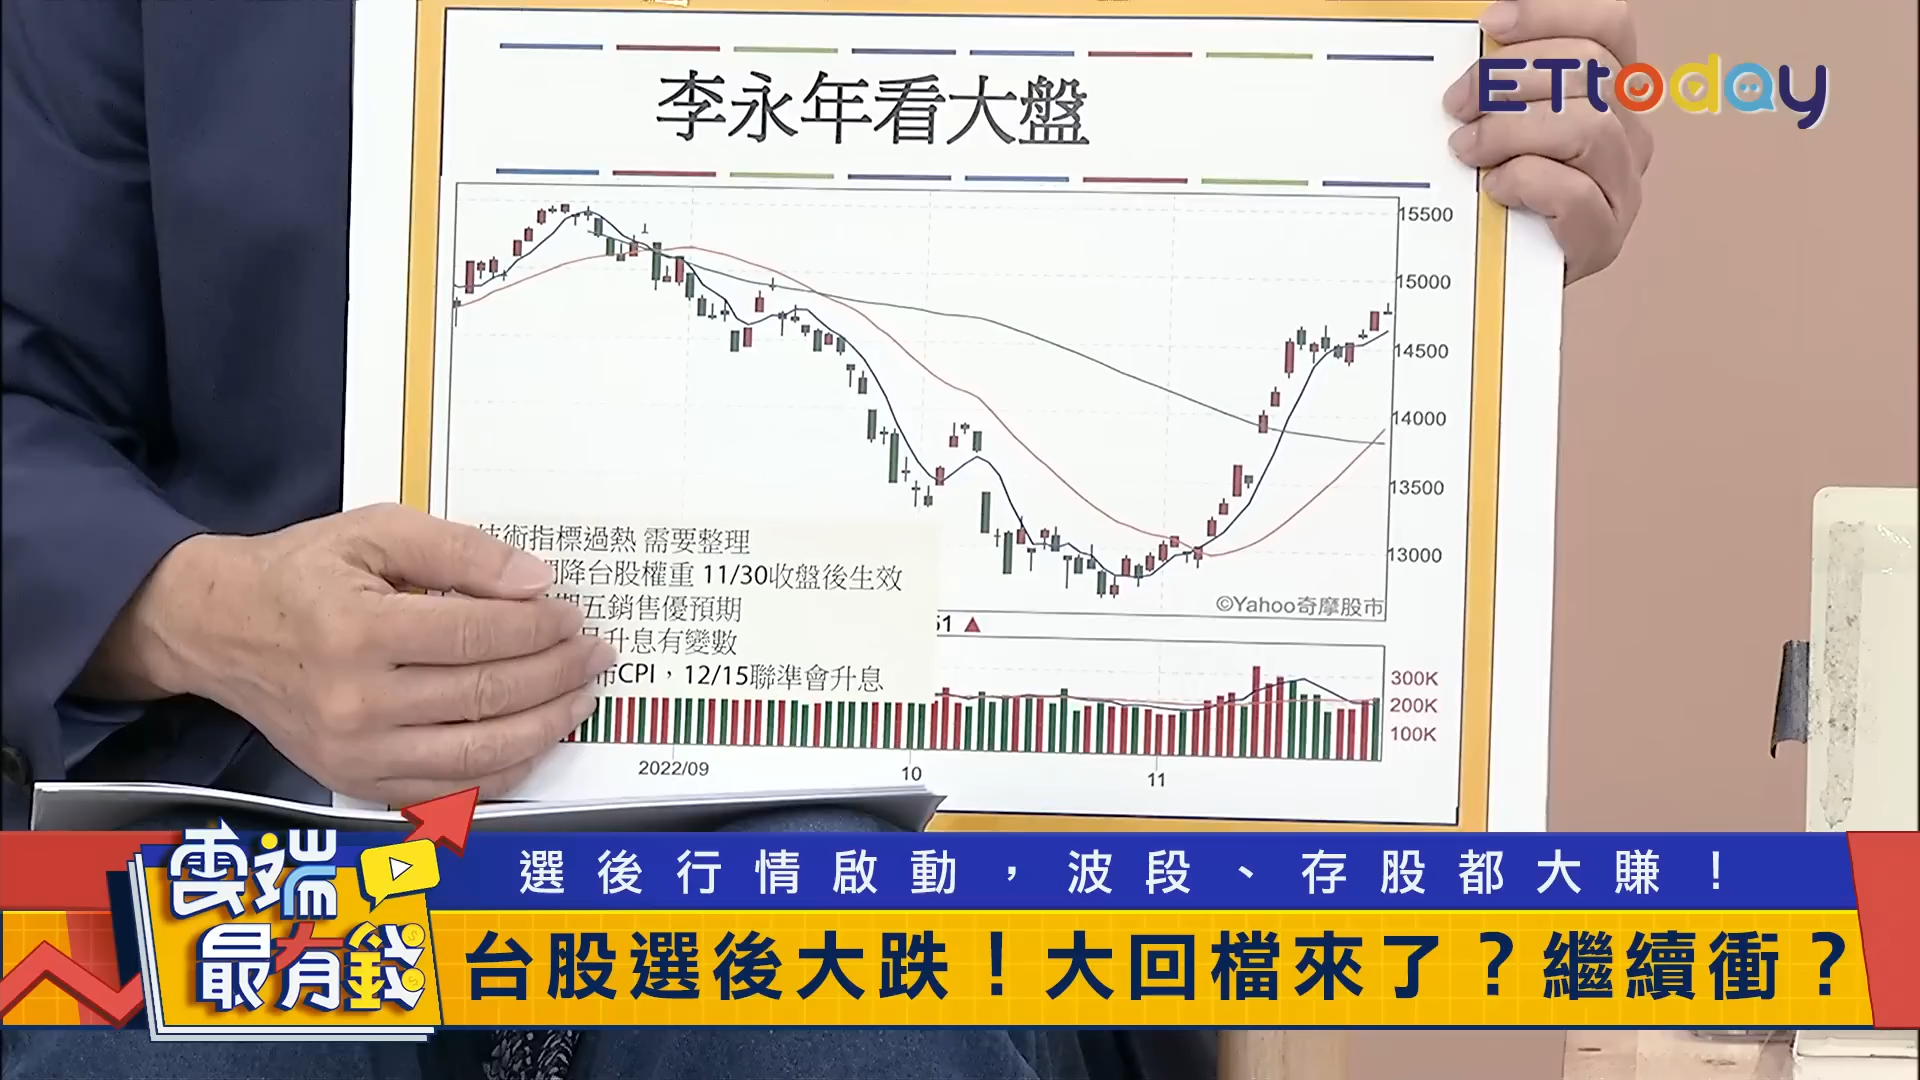 ETtoday
李永年看大盤
15500
15000
14500
14000
13500
13000
術指標過熱 需要整理
降台股權重 11/30收盤後生效
五銷售優預期
升息有變數
CPI，12/15聯準會升息
©Yahoo奇摩股市
51 ▲
300K
200K
100K
2022/09
10
11
雲端最有錢
選後行情啟動，波段、存股都大賺！
台股選後大跌！大回檔來了？繼續衝？